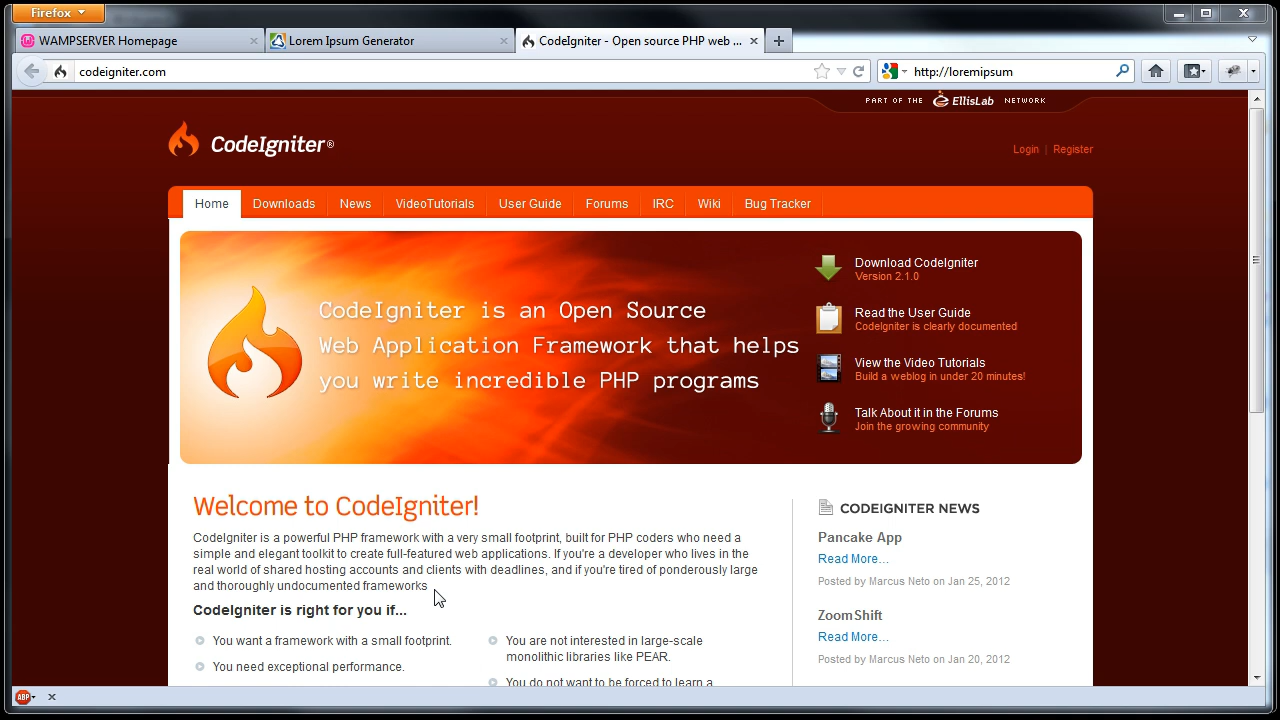 Firefox
WAMPSERVER Homepage
Lorem Ipsum Generator
CodeIgniter - Open source PHP web ...
codeigniter.com
http://loremipsum
PART OF THE EllisLab NETWORK
CodeIgniter®
Login | Register
Home Downloads News VideoTutorials User Guide Forums IRC Wiki Bug Tracker
CodeIgniter is an Open Source
Web Application Framework that helps
you write incredible PHP programs
Download CodeIgniter
Version 2.1.0
Read the User Guide
CodeIgniter is clearly documented
View the Video Tutorials
Build a weblog in under 20 minutes!
Talk About it in the Forums
Join the growing community
Welcome to CodeIgniter!
CodeIgniter is a powerful PHP framework with a very small footprint, built for PHP coders who need a
simple and elegant toolkit to create full-featured web applications. If you're a developer who lives in the
real world of shared hosting accounts and clients with deadlines, and if you're tired of ponderously large
and thoroughly undocumented frameworks
CodeIgniter is right for you if...
You want a framework with a small footprint.
You need exceptional performance.
You are not interested in large-scale
monolithic libraries like PEAR.
You do not want to be forced to learn a
CODEIGNITER NEWS
Pancake App
Read More...
Posted by Marcus Neto on Jan 25, 2012
ZoomShift
Read More...
Posted by Marcus Neto on Jan 20, 2012
ABP